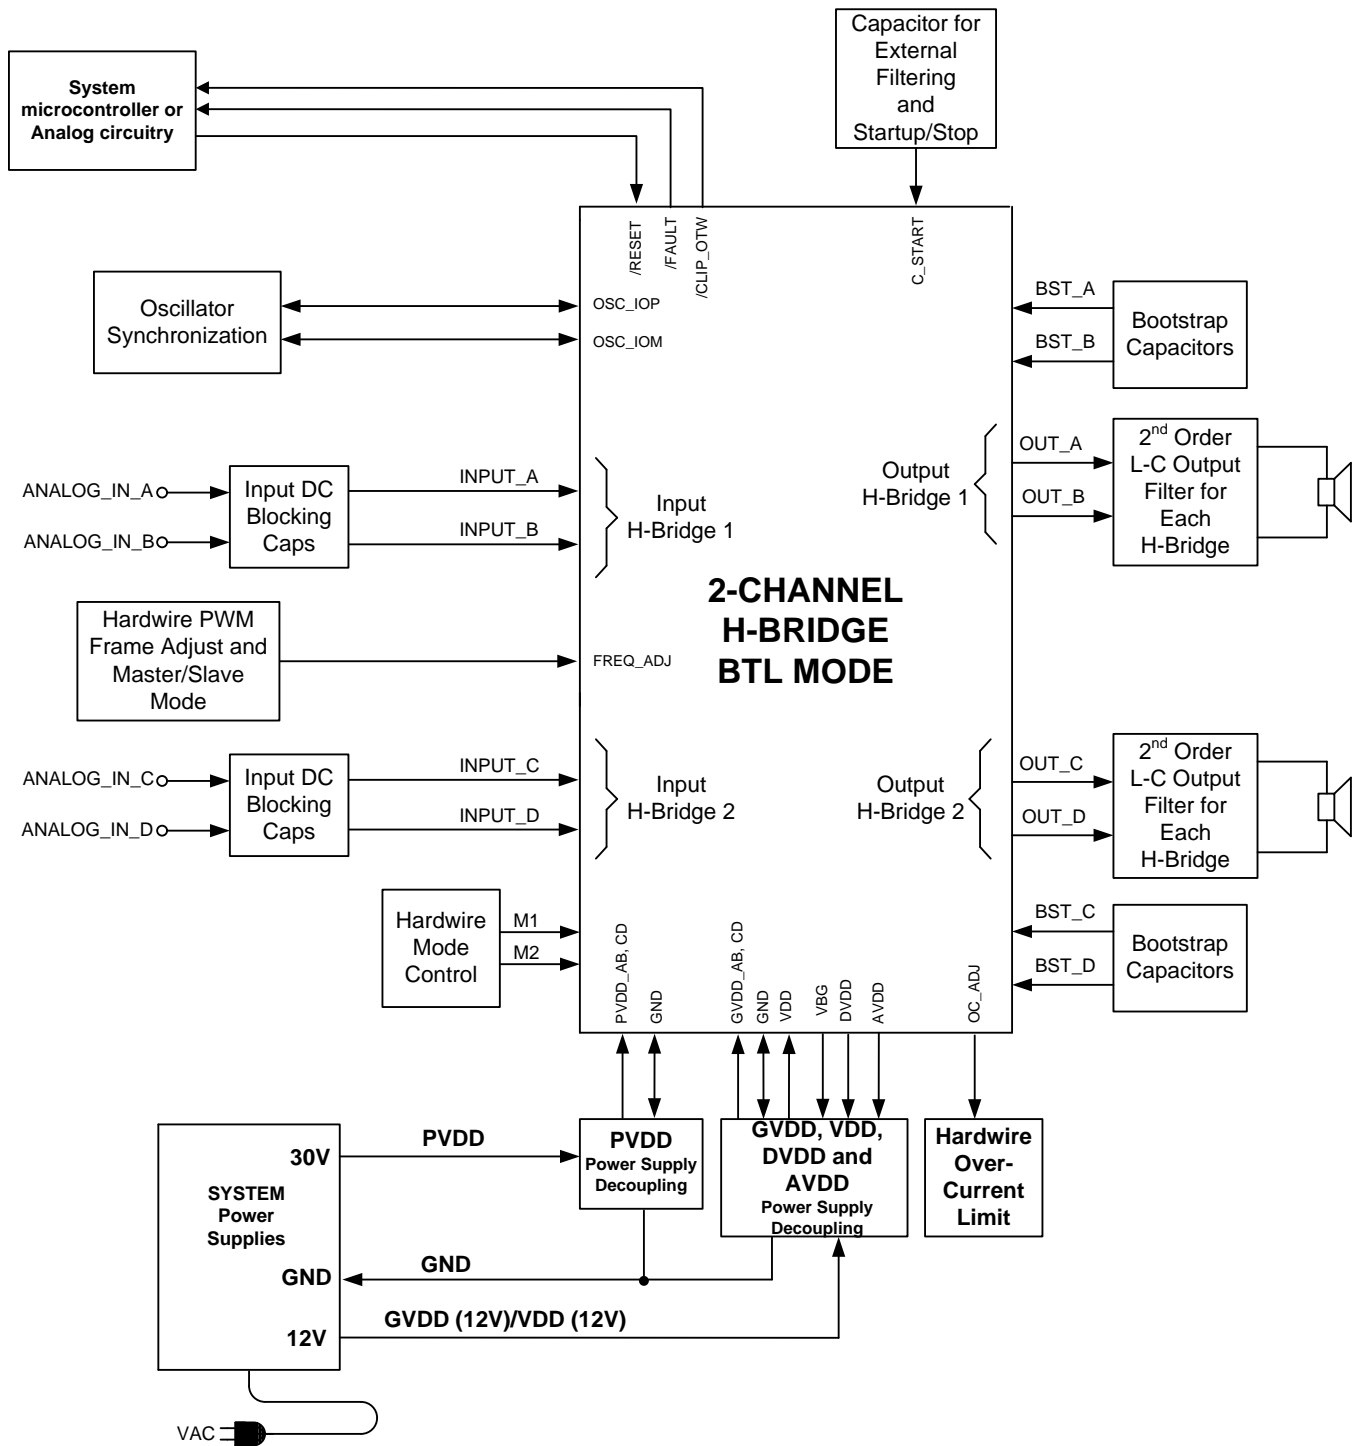 Capacitor for
External
Filtering
and
Startup/Stop
System
microcontroller or
Analog circuitry
/RESET
/FAULT
/CLIP_OTW
C_START
Oscillator
Synchronization
OSC_IOP
OSC_IOM
BST_A
BST_B
Bootstrap
Capacitors
ANALOG_IN_A
ANALOG_IN_B
Input DC
Blocking
Caps
INPUT_A
INPUT_B
Input
H-Bridge 1
Output
H-Bridge 1
OUT_A
OUT_B
2nd Order
L-C Output
Filter for
Each
H-Bridge
2-CHANNEL
H-BRIDGE
BTL MODE
Hardwire PWM
Frame Adjust and
Master/Slave
Mode
FREQ_ADJ
ANALOG_IN_C
ANALOG_IN_D
Input DC
Blocking
Caps
INPUT_C
INPUT_D
Input
H-Bridge 2
Output
H-Bridge 2
OUT_C
OUT_D
2nd Order
L-C Output
Filter for
Each
H-Bridge
Hardwire
Mode
Control
M1
M2
PVDD_AB, CD
GND
GVDD_AB, CD
GND
VDD
VBG
DVDD
AVDD
OC_ADJ
BST_C
BST_D
Bootstrap
Capacitors
SYSTEM
Power
Supplies
30V
GND
12V
PVDD
GND
GVDD (12V)/VDD (12V)
PVDD
Power Supply
Decoupling
GVDD, VDD,
DVDD and
AVDD
Power Supply
Decoupling
Hardwire
Over-
Current
Limit
VAC